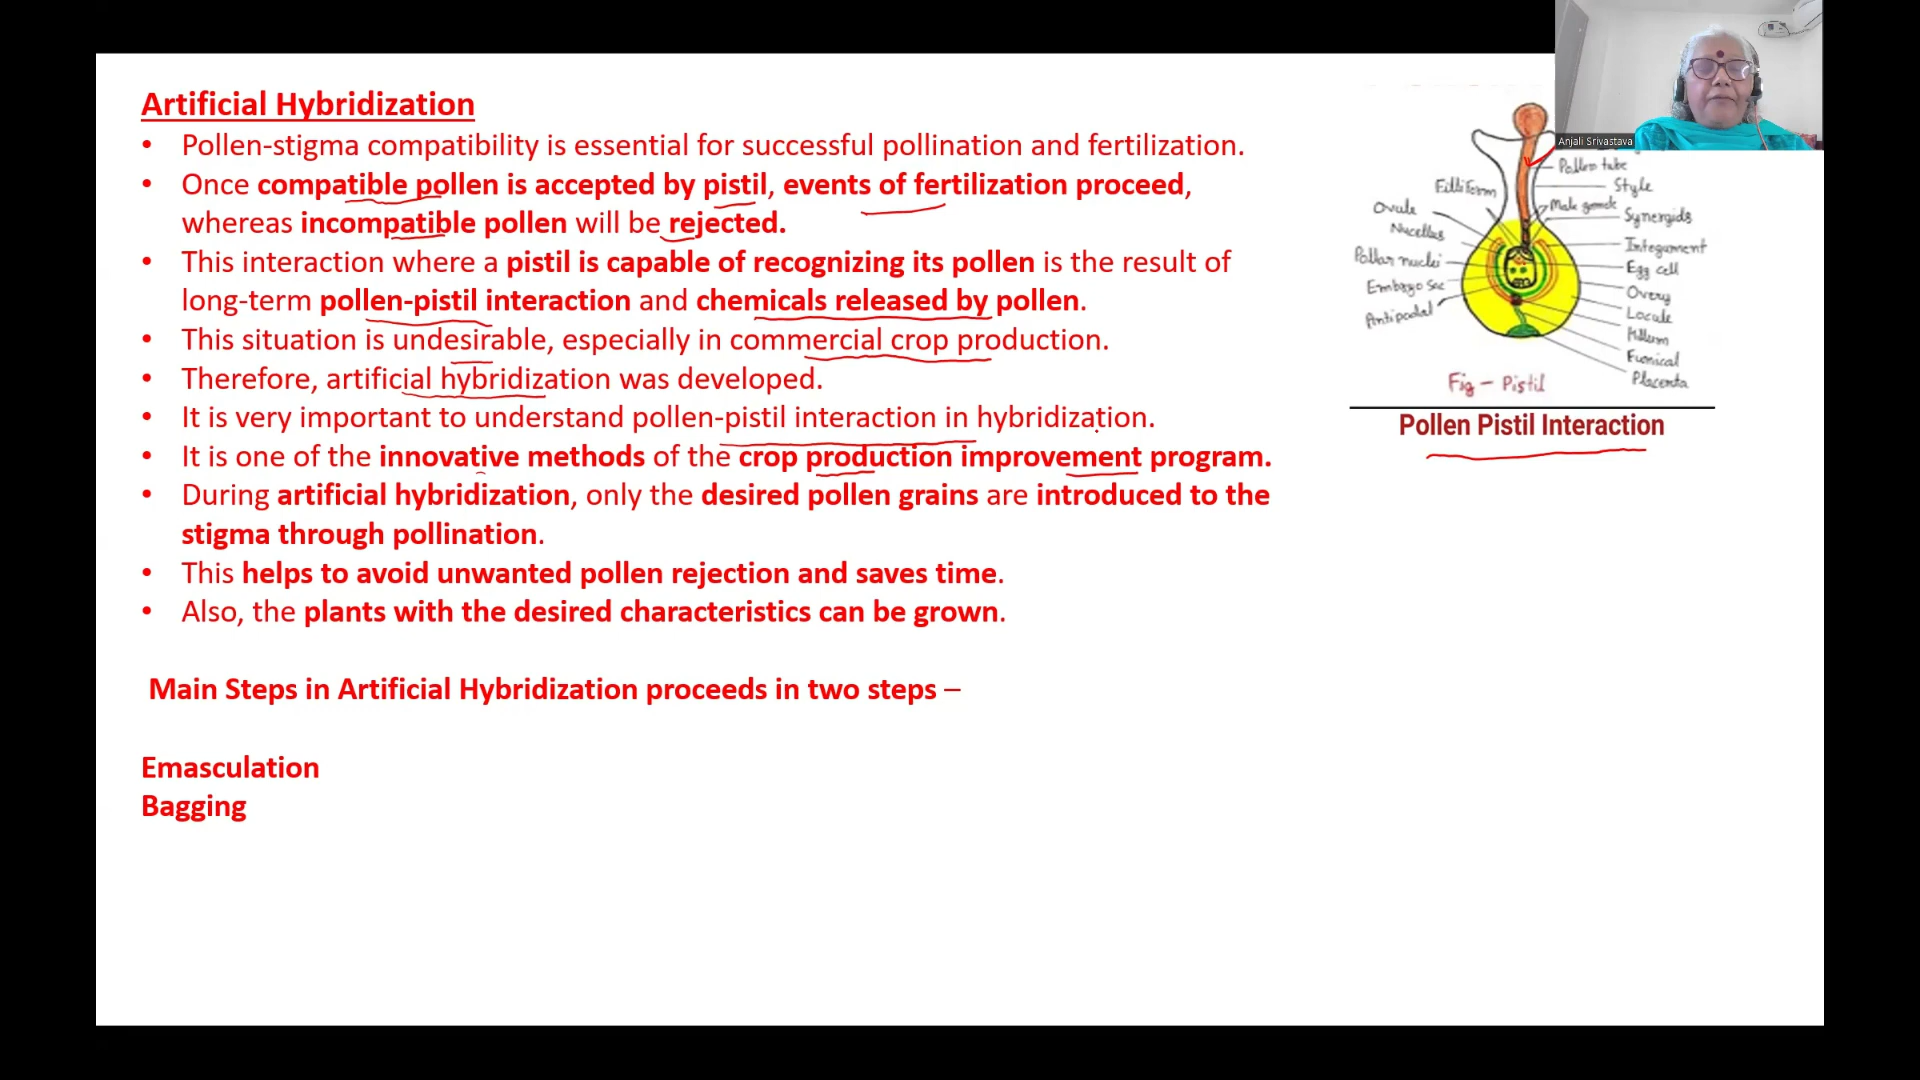 Artificial Hybridization
• Pollen-stigma compatibility is essential for successful pollination and fertilization.
• Once compatible pollen is accepted by pistil, events of fertilization proceed,
whereas incompatible pollen will be rejected.
• This interaction where a pistil is capable of recognizing its pollen is the result of
long-term pollen-pistil interaction and chemicals released by pollen.
• This situation is undesirable, especially in commercial crop production.
• Therefore, artificial hybridization was developed.
• It is very important to understand pollen-pistil interaction in hybridization.
• It is one of the innovative methods of the crop production improvement program.
• During artificial hybridization, only the desired pollen grains are introduced to the
stigma through pollination.
• This helps to avoid unwanted pollen rejection and saves time.
• Also, the plants with the desired characteristics can be grown.
Main Steps in Artificial Hybridization proceeds in two steps –
Emasculation
Bagging
Anjali Srivastava
Pollen tube
Style
Male gamete
Synergids
Integument
Egg cell
Ovary
Locule
Funical
Placenta
Filliform
Ovule
Nucellus
Pollar nuclei
Embryo sac
Antipodal
Fig – Pistil
Pollen Pistil Interaction